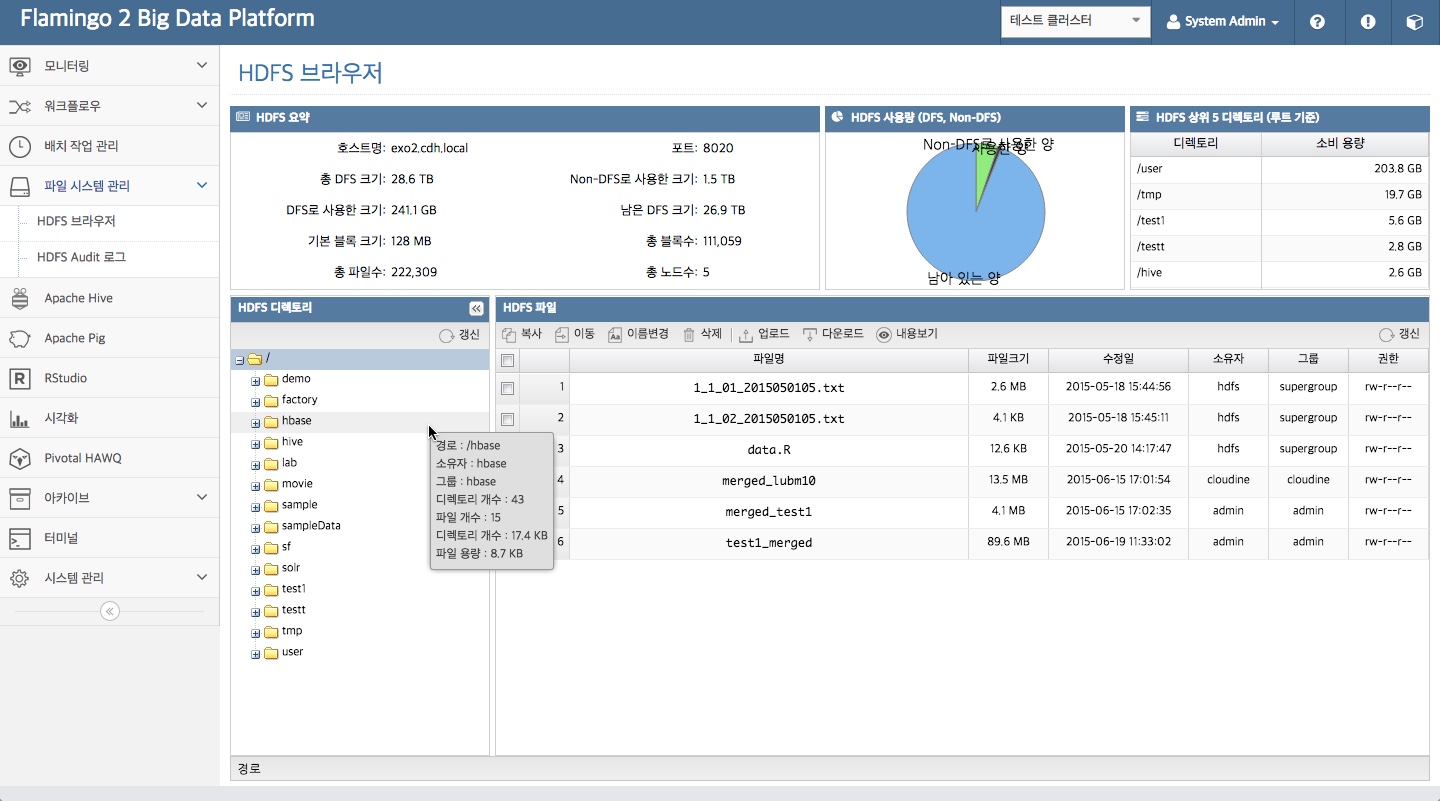 Flamingo 2 Big Data Platform
테스트 클러스터
System Admin
모니터링
워크플로우
배치 작업 관리
파일 시스템 관리
HDFS 브라우저
HDFS Audit 로그
Apache Hive
Apache Pig
RStudio
시각화
Pivotal HAWQ
아카이브
터미널
시스템 관리
HDFS 브라우저
HDFS 요약
호스트명: exo2.cdh.local 포트: 8020
총 DFS 크기: 28.6 TB Non-DFS로 사용한 크기: 1.5 TB
DFS로 사용한 크기: 241.1 GB 남은 DFS 크기: 26.9 TB
기본 블록 크기: 128 MB 총 블록수: 111,059
총 파일수: 222,309 총 노드수: 5
HDFS 사용량 (DFS, Non-DFS)
Non-DFS로 사용한 양
사용한 양
남아 있는 양
HDFS 상위 5 디렉토리 (루트 기준)
디렉토리 소비 용량
/user 203.8 GB
/tmp 19.7 GB
/test1 5.6 GB
/testt 2.8 GB
/hive 2.6 GB
HDFS 디렉토리
갱신
/
demo
factory
hbase
hive
lab
movie
sample
sampleData
sf
solr
test1
testt
tmp
user
경로 : /hbase
소유자 : hbase
그룹 : hbase
디렉토리 개수 : 43
파일 개수 : 15
디렉토리 개수 : 17.4 KB
파일 용량 : 8.7 KB
HDFS 파일
복사 이동 이름변경 삭제 업로드 다운로드 내용보기 갱신
파일명 파일크기 수정일 소유자 그룹 권한
1 1_1_01_2015050105.txt 2.6 MB 2015-05-18 15:44:56 hdfs supergroup rw-r--r--
2 1_1_02_2015050105.txt 4.1 KB 2015-05-18 15:45:11 hdfs supergroup rw-r--r--
3 data.R 12.6 KB 2015-05-20 14:17:47 hdfs supergroup rw-r--r--
4 merged_lubm10 13.5 MB 2015-06-15 17:01:54 cloudine cloudine rw-r--r--
5 merged_test1 4.1 MB 2015-06-15 17:02:35 admin admin rw-r--r--
6 test1_merged 89.6 MB 2015-06-19 11:33:02 admin admin rw-r--r--
경로